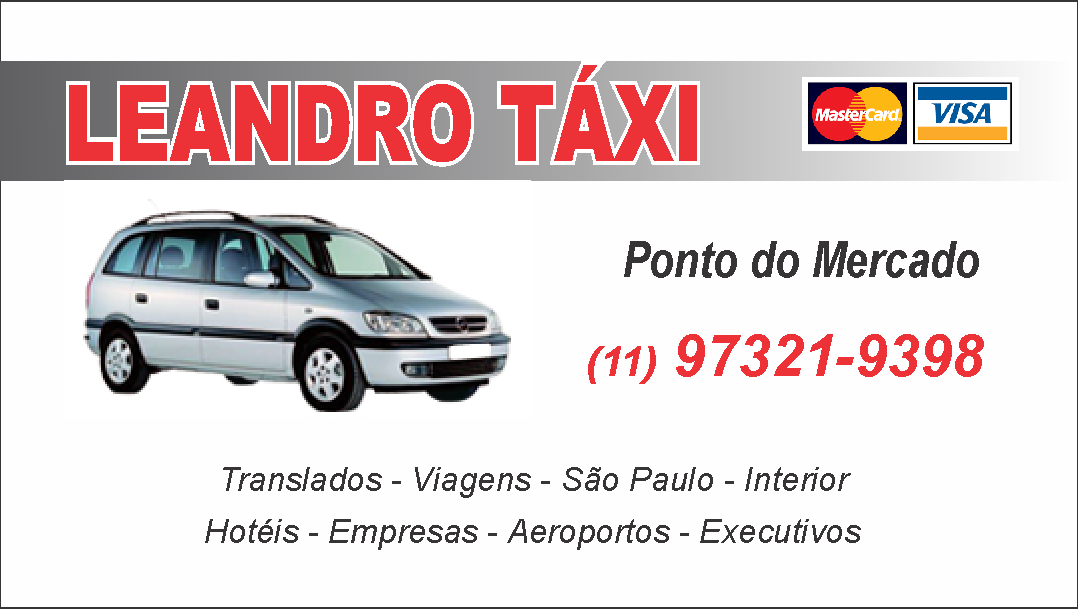 LEANDRO TÁXI
MasterCard
VISA
Ponto do Mercado
(11) 97321-9398
Translados - Viagens - São Paulo - Interior
Hotéis - Empresas - Aeroportos - Executivos